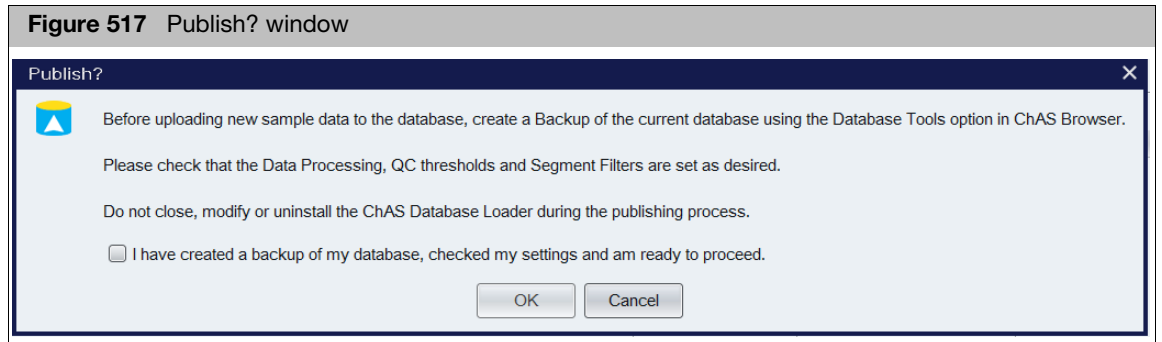 Figure 517 Publish? window
Publish?
Before uploading new sample data to the database, create a Backup of the current database using the Database Tools option in ChAS Browser.
Please check that the Data Processing, QC thresholds and Segment Filters are set as desired.
Do not close, modify or uninstall the ChAS Database Loader during the publishing process.
I have created a backup of my database, checked my settings and am ready to proceed.
OK Cancel